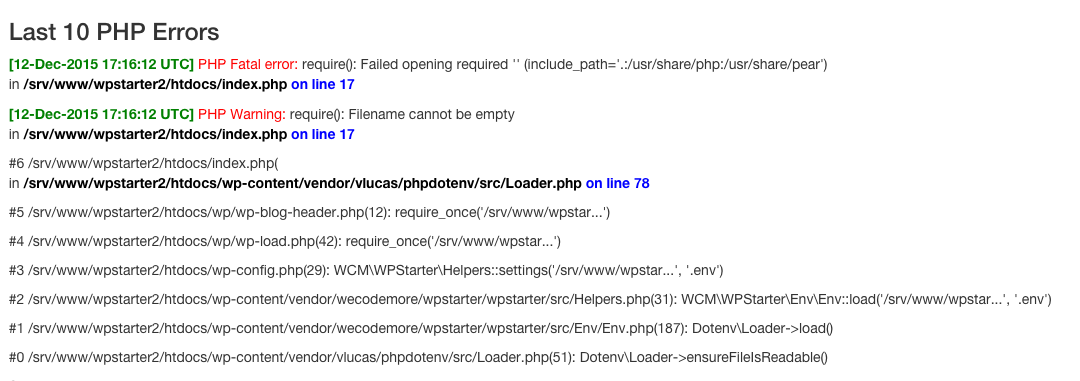 Last 10 PHP Errors
[12-Dec-2015 17:16:12 UTC] PHP Fatal error: require(): Failed opening required '' (include_path='.:/usr/share/php:/usr/share/pear')
in /srv/www/wpstarter2/htdocs/index.php on line 17
[12-Dec-2015 17:16:12 UTC] PHP Warning: require(): Filename cannot be empty
in /srv/www/wpstarter2/htdocs/index.php on line 17
#6 /srv/www/wpstarter2/htdocs/index.php(
in /srv/www/wpstarter2/htdocs/wp-content/vendor/vlucas/phpdotenv/src/Loader.php on line 78
#5 /srv/www/wpstarter2/htdocs/wp/wp-blog-header.php(12): require_once('/srv/www/wpstar...')
#4 /srv/www/wpstarter2/htdocs/wp/wp-load.php(42): require_once('/srv/www/wpstar...')
#3 /srv/www/wpstarter2/htdocs/wp-config.php(29): WCM\WPStarter\Helpers::settings('/srv/www/wpstar...', '.env')
#2 /srv/www/wpstarter2/htdocs/wp-content/vendor/wecodemore/wpstarter/wpstarter/src/Helpers.php(31): WCM\WPStarter\Env\Env::load('/srv/www/wpstar...', '.env')
#1 /srv/www/wpstarter2/htdocs/wp-content/vendor/wecodemore/wpstarter/wpstarter/src/Env/Env.php(187): Dotenv\Loader->load()
#0 /srv/www/wpstarter2/htdocs/wp-content/vendor/vlucas/phpdotenv/src/Loader.php(51): Dotenv\Loader->ensureFileIsReadable()